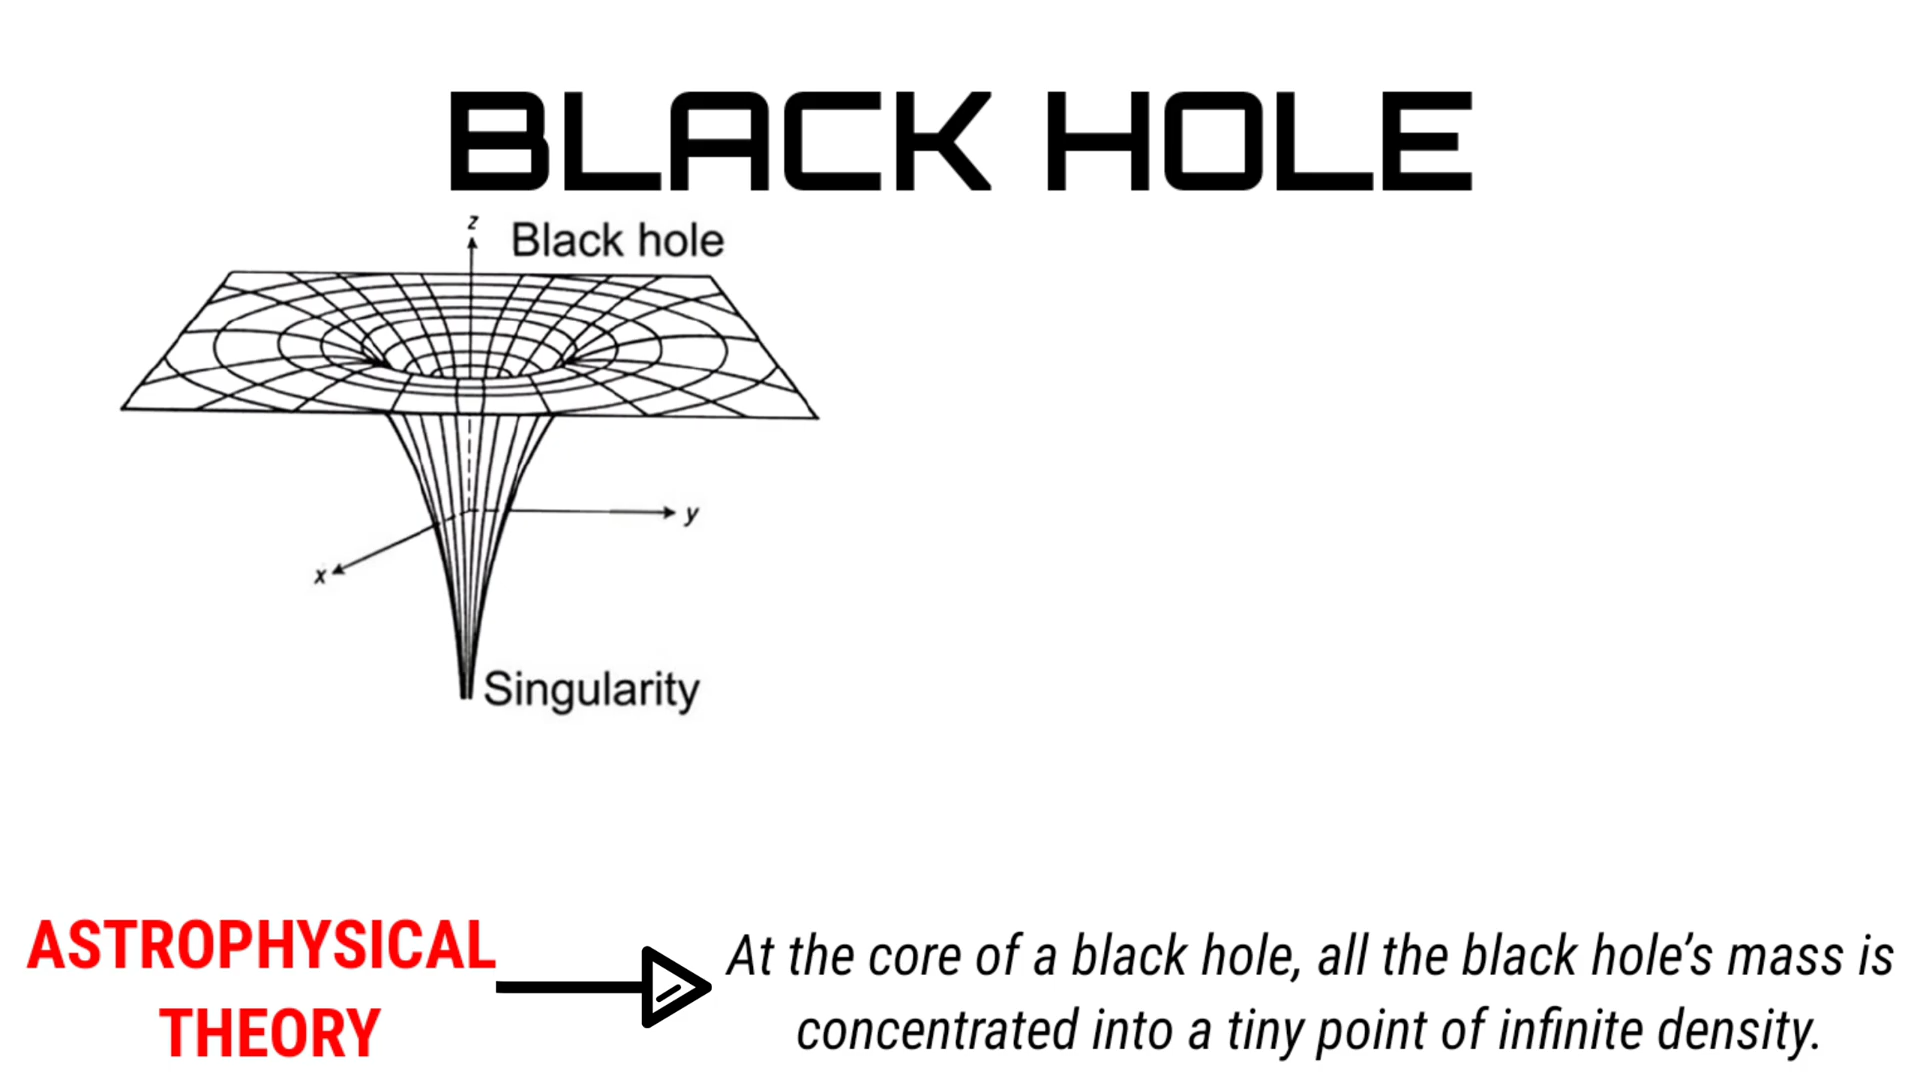 BLACK HOLE
z
Black hole
y
x
Singularity
ASTROPHYSICAL
THEORY
At the core of a black hole, all the black hole’s mass is
concentrated into a tiny point of infinite density.